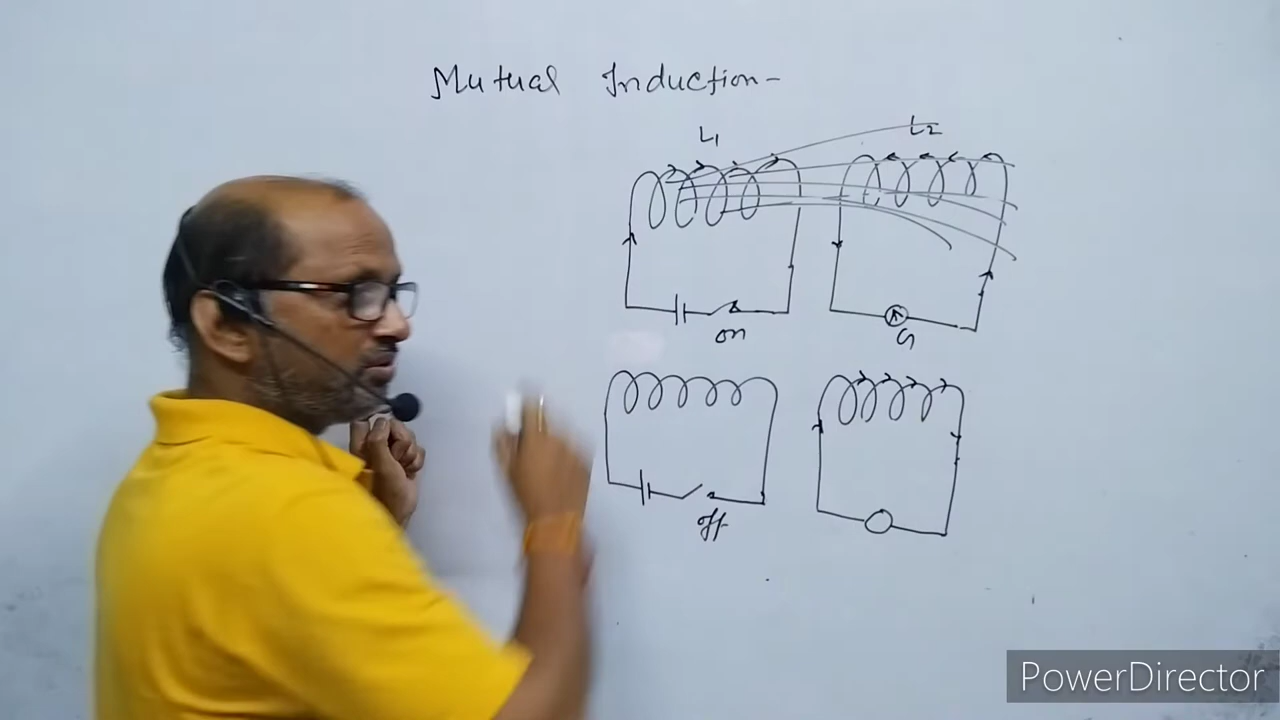 Mutual Induction-
L1 L2
on G
off
PowerDirector